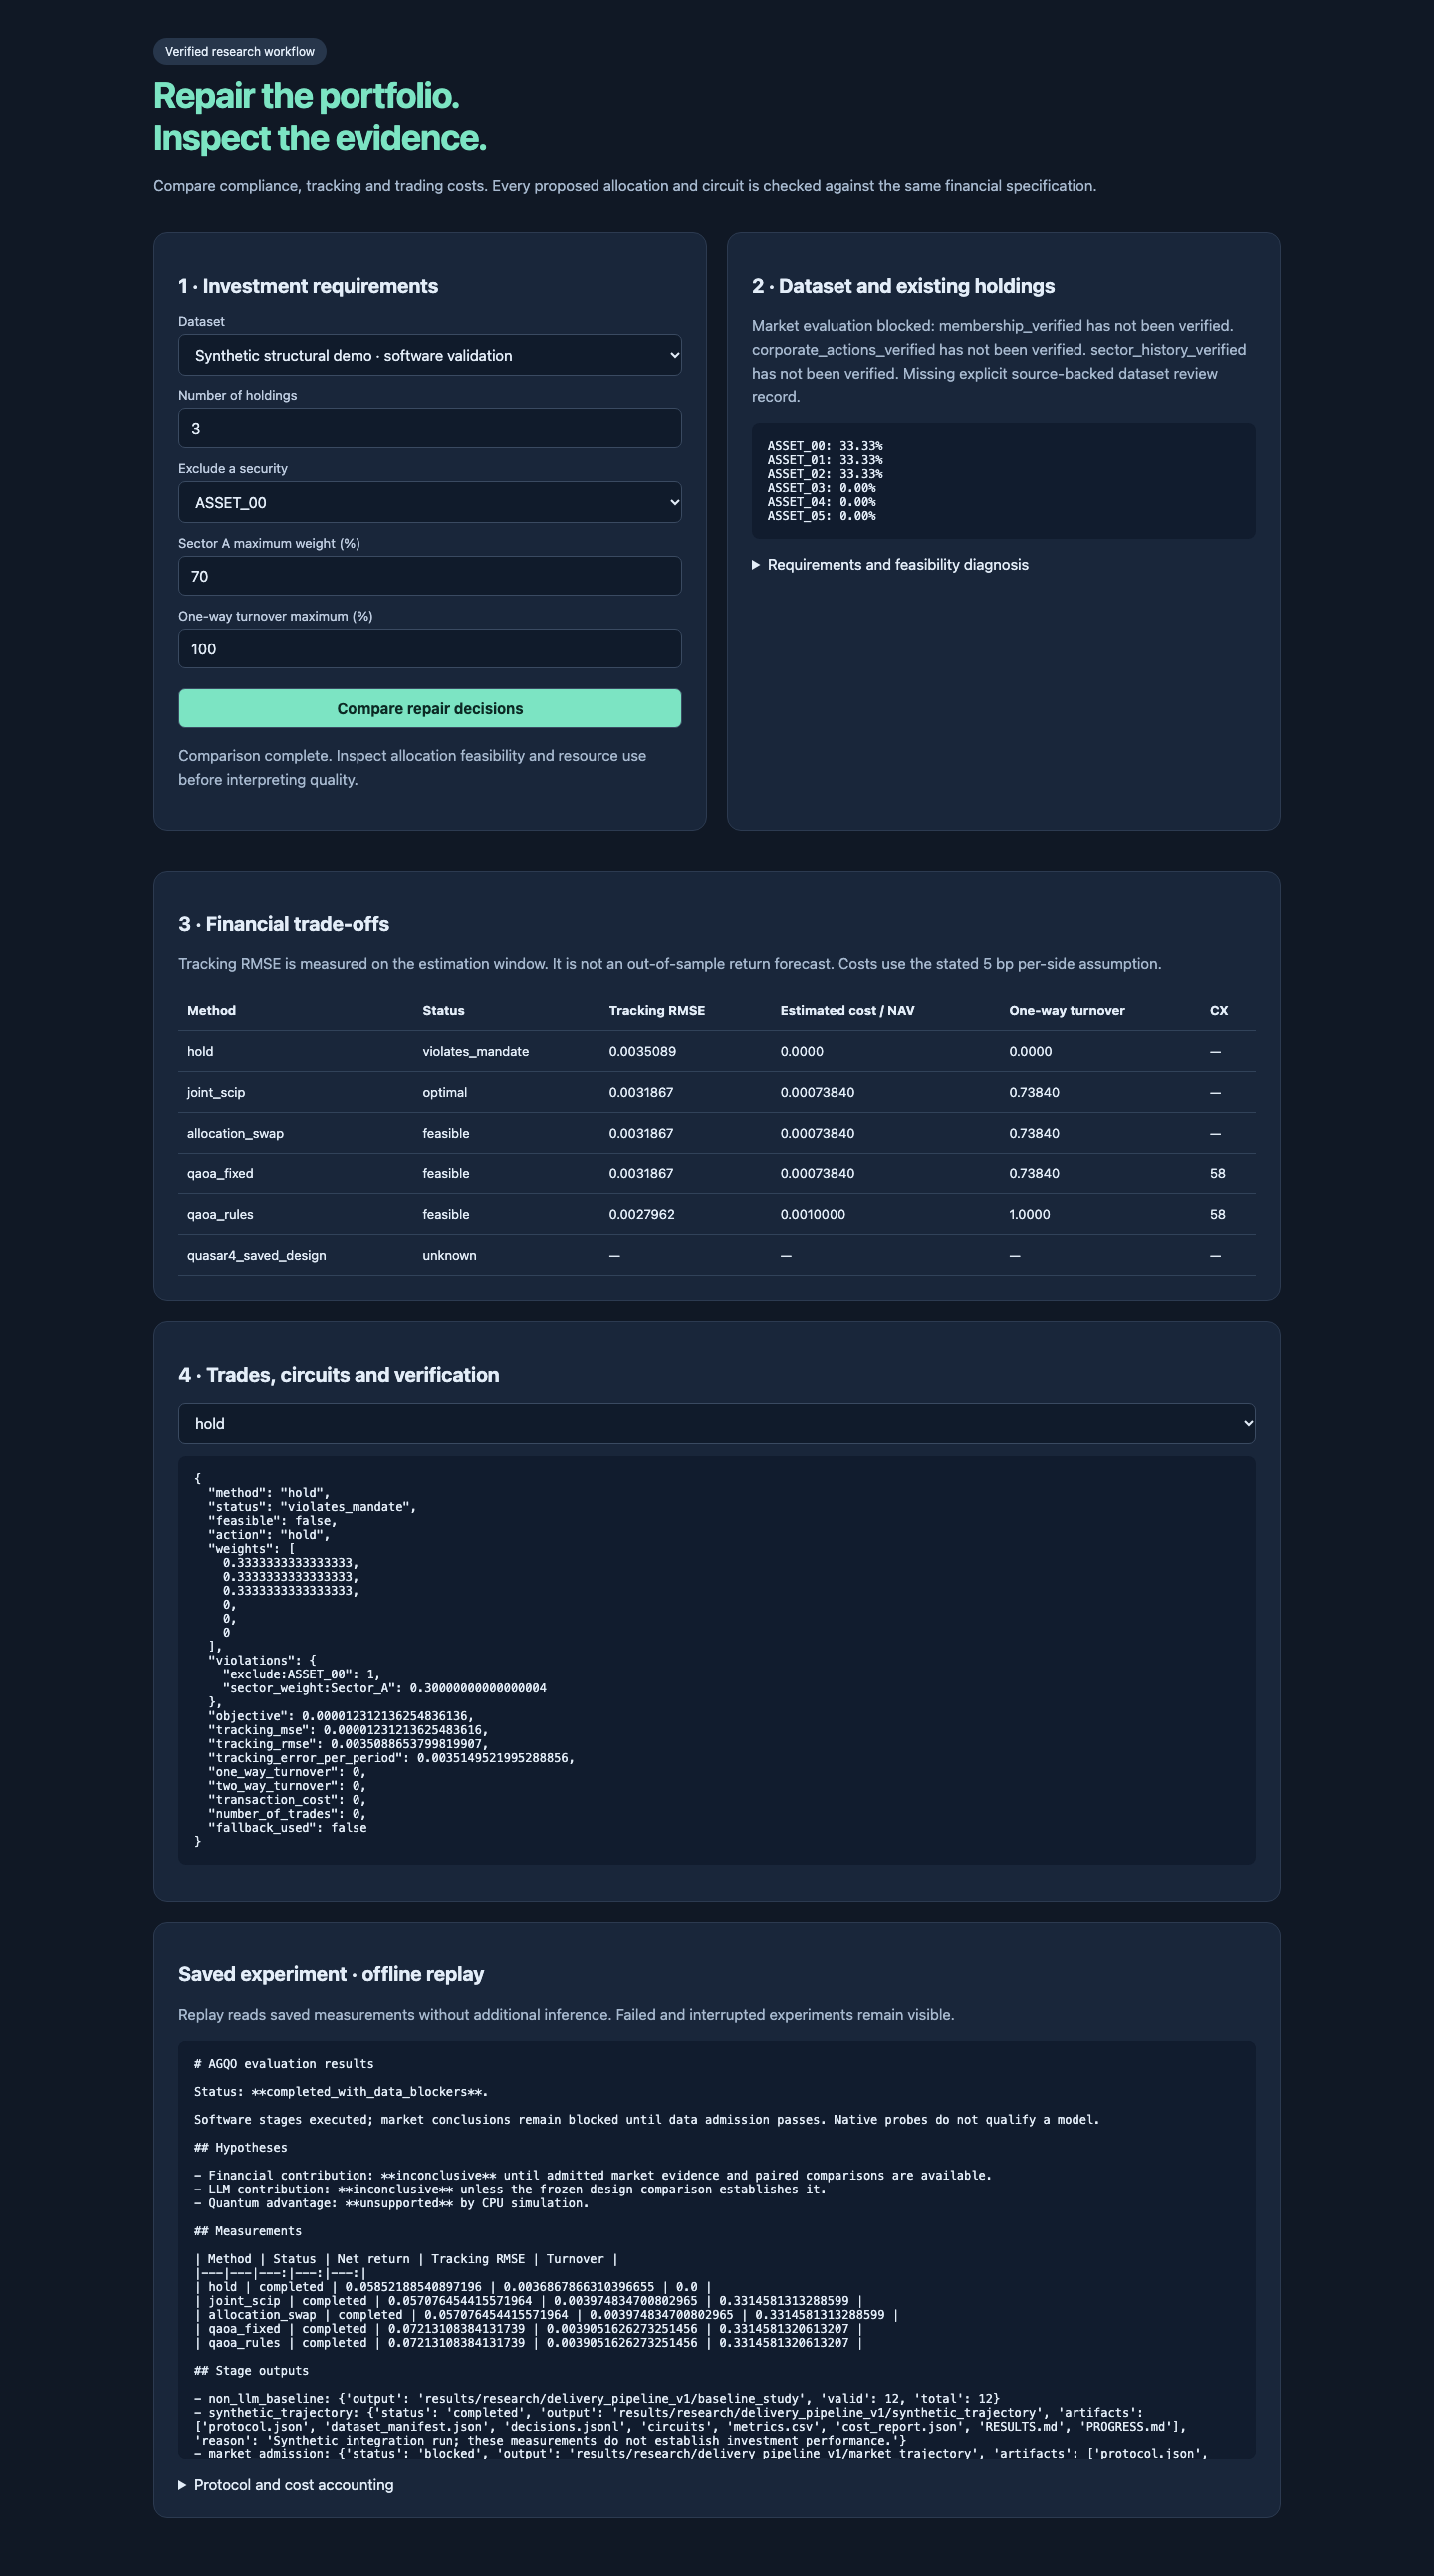 Verified research workflow
Repair the portfolio.
Inspect the evidence.
Compare compliance, tracking and trading costs. Every proposed allocation and circuit is checked against the same financial specification.
1 · Investment requirements
Dataset
Synthetic structural demo · software validation
Number of holdings
3
Exclude a security
ASSET_00
Sector A maximum weight (%)
70
One-way turnover maximum (%)
100
Compare repair decisions
Comparison complete. Inspect allocation feasibility and resource use
before interpreting quality.
2 · Dataset and existing holdings
Market evaluation blocked: membership_verified has not been verified.
corporate_actions_verified has not been verified. sector_history_verified
has not been verified. Missing explicit source-backed dataset review
record.
ASSET_00: 33.33%
ASSET_01: 33.33%
ASSET_02: 33.33%
ASSET_03: 0.00%
ASSET_04: 0.00%
ASSET_05: 0.00%
▶ Requirements and feasibility diagnosis
3 · Financial trade-offs
Tracking RMSE is measured on the estimation window. It is not an out-of-sample return forecast. Costs use the stated 5 bp per-side assumption.
Method Status Tracking RMSE Estimated cost / NAV One-way turnover CX
hold violates_mandate 0.0035089 0.0000 0.0000 —
joint_scip optimal 0.0031867 0.00073840 0.73840 —
allocation_swap feasible 0.0031867 0.00073840 0.73840 —
qaoa_fixed feasible 0.0031867 0.00073840 0.73840 58
qaoa_rules feasible 0.0027962 0.0010000 1.0000 58
quasar4_saved_design unknown — — — —
4 · Trades, circuits and verification
hold
{
"method": "hold",
"status": "violates_mandate",
"feasible": false,
"action": "hold",
"weights": [
0.3333333333333333,
0.3333333333333333,
0.3333333333333333,
0,
0,
0
],
"violations": {
"exclude:ASSET_00": 1,
"sector_weight:Sector_A": 0.30000000000000004
},
"objective": 0.000012312136254836136,
"tracking_mse": 0.00001231213625483616,
"tracking_rmse": 0.0035088653799819907,
"tracking_error_per_period": 0.0035149521995288856,
"one_way_turnover": 0,
"two_way_turnover": 0,
"transaction_cost": 0,
"number_of_trades": 0,
"fallback_used": false
}
Saved experiment · offline replay
Replay reads saved measurements without additional inference. Failed and interrupted experiments remain visible.
# AGQO evaluation results
Status: **completed_with_data_blockers**.
Software stages executed; market conclusions remain blocked until data admission passes. Native probes do not qualify a model.
## Hypotheses
- Financial contribution: **inconclusive** until admitted market evidence and paired comparisons are available.
- LLM contribution: **inconclusive** unless the frozen design comparison establishes it.
- Quantum advantage: **unsupported** by CPU simulation.
## Measurements
| Method | Status | Net return | Tracking RMSE | Turnover |
|---|---|---:|---:|---:|
| hold | completed | 0.05852188540897196 | 0.0036867866310396655 | 0.0 |
| joint_scip | completed | 0.057076454415571964 | 0.003974834700802965 | 0.3314581313288599 |
| allocation_swap | completed | 0.057076454415571964 | 0.003974834700802965 | 0.3314581313288599 |
| qaoa_fixed | completed | 0.07213108384131739 | 0.0039051626273251456 | 0.3314581320613207 |
| qaoa_rules | completed | 0.07213108384131739 | 0.0039051626273251456 | 0.3314581320613207 |
## Stage outputs
- non_llm_baseline: {'output': 'results/research/delivery_pipeline_v1/baseline_study', 'valid': 12, 'total': 12}
- synthetic_trajectory: {'status': 'completed', 'output': 'results/research/delivery_pipeline_v1/synthetic_trajectory', 'artifacts':
['protocol.json', 'dataset_manifest.json', 'decisions.jsonl', 'circuits', 'metrics.csv', 'cost_report.json', 'RESULTS.md', 'PROGRESS.md'],
'reason': 'Synthetic integration run; these measurements do not establish investment performance.'}
- market_admission: {'status': 'blocked', 'output': 'results/research/delivery_pipeline_v1/market_trajectory', 'artifacts': ['protocol.json',
▶ Protocol and cost accounting